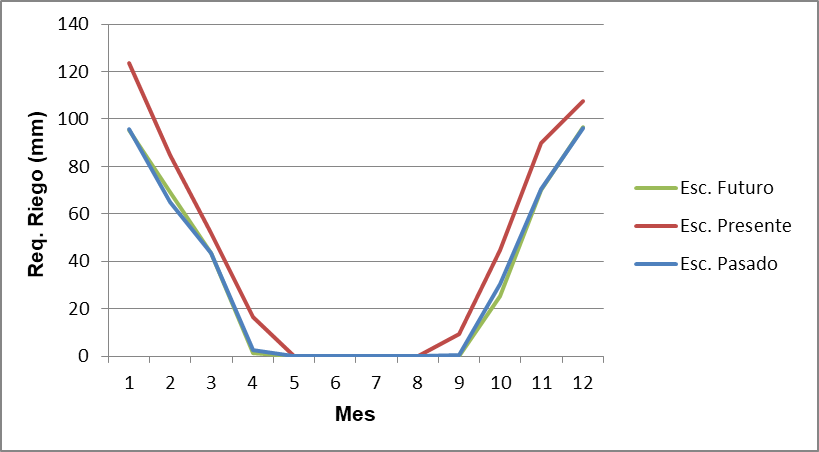 140
120
100
80
60
40
20
0
Req. Riego (mm)
1 2 3 4 5 6 7 8 9 10 11 12
Mes
Esc. Futuro
Esc. Presente
Esc. Pasado